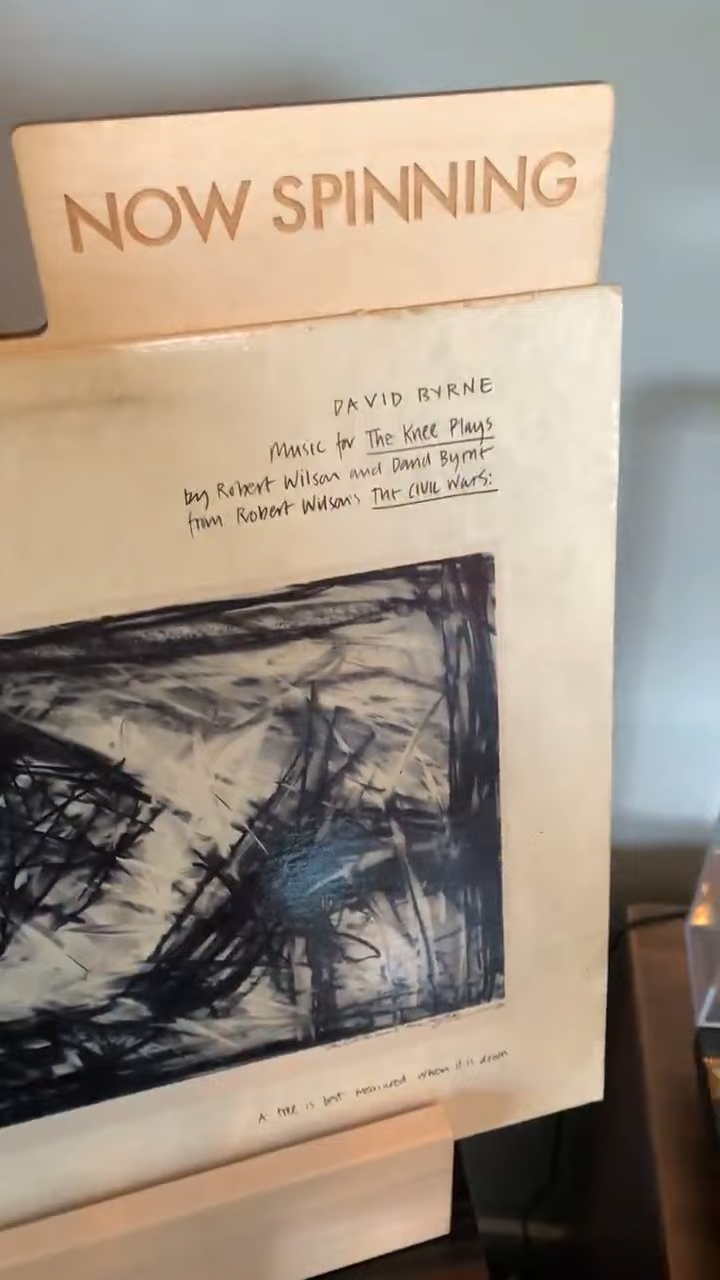 NOW SPINNING
DAVID BYRNE
Music for The Knee Plays
by Robert Wilson and David Byrne
from Robert Wilson's The CIVIL WarS:
A tree is best measured when it is down